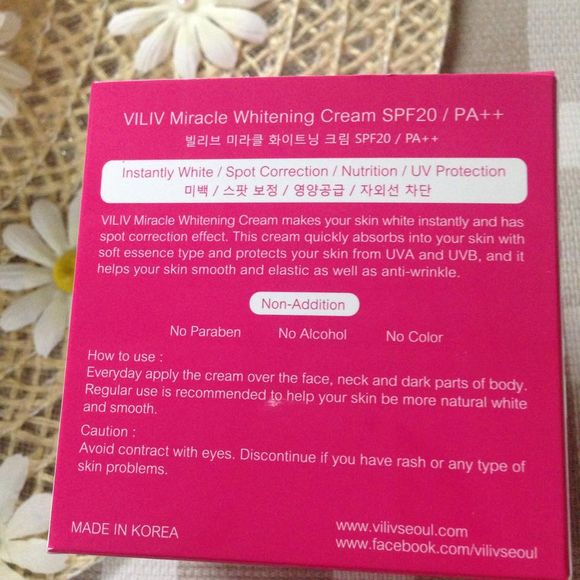 VILIV Miracle Whitening Cream SPF20 / PA++
빌리브 미라클 화이트닝 크림 SPF20 / PA++
Instantly White / Spot Correction / Nutrition / UV Protection
미백 / 스팟 보정 / 영양공급 / 자외선 차단
VILIV Miracle Whitening Cream makes your skin white instantly and has
spot correction effect. This cream quickly absorbs into your skin with
soft essence type and protects your skin from UVA and UVB, and it
helps your skin smooth and elastic as well as anti-wrinkle.
Non-Addition
No Paraben No Alcohol No Color
How to use :
Everyday apply the cream over the face, neck and dark parts of body.
Regular use is recommended to help your skin be more natural white
and smooth.
Caution :
Avoid contract with eyes. Discontinue if you have rash or any type of
skin problems.
MADE IN KOREA
www.vilivseoul.com
www.facebook.com/vilivseoul